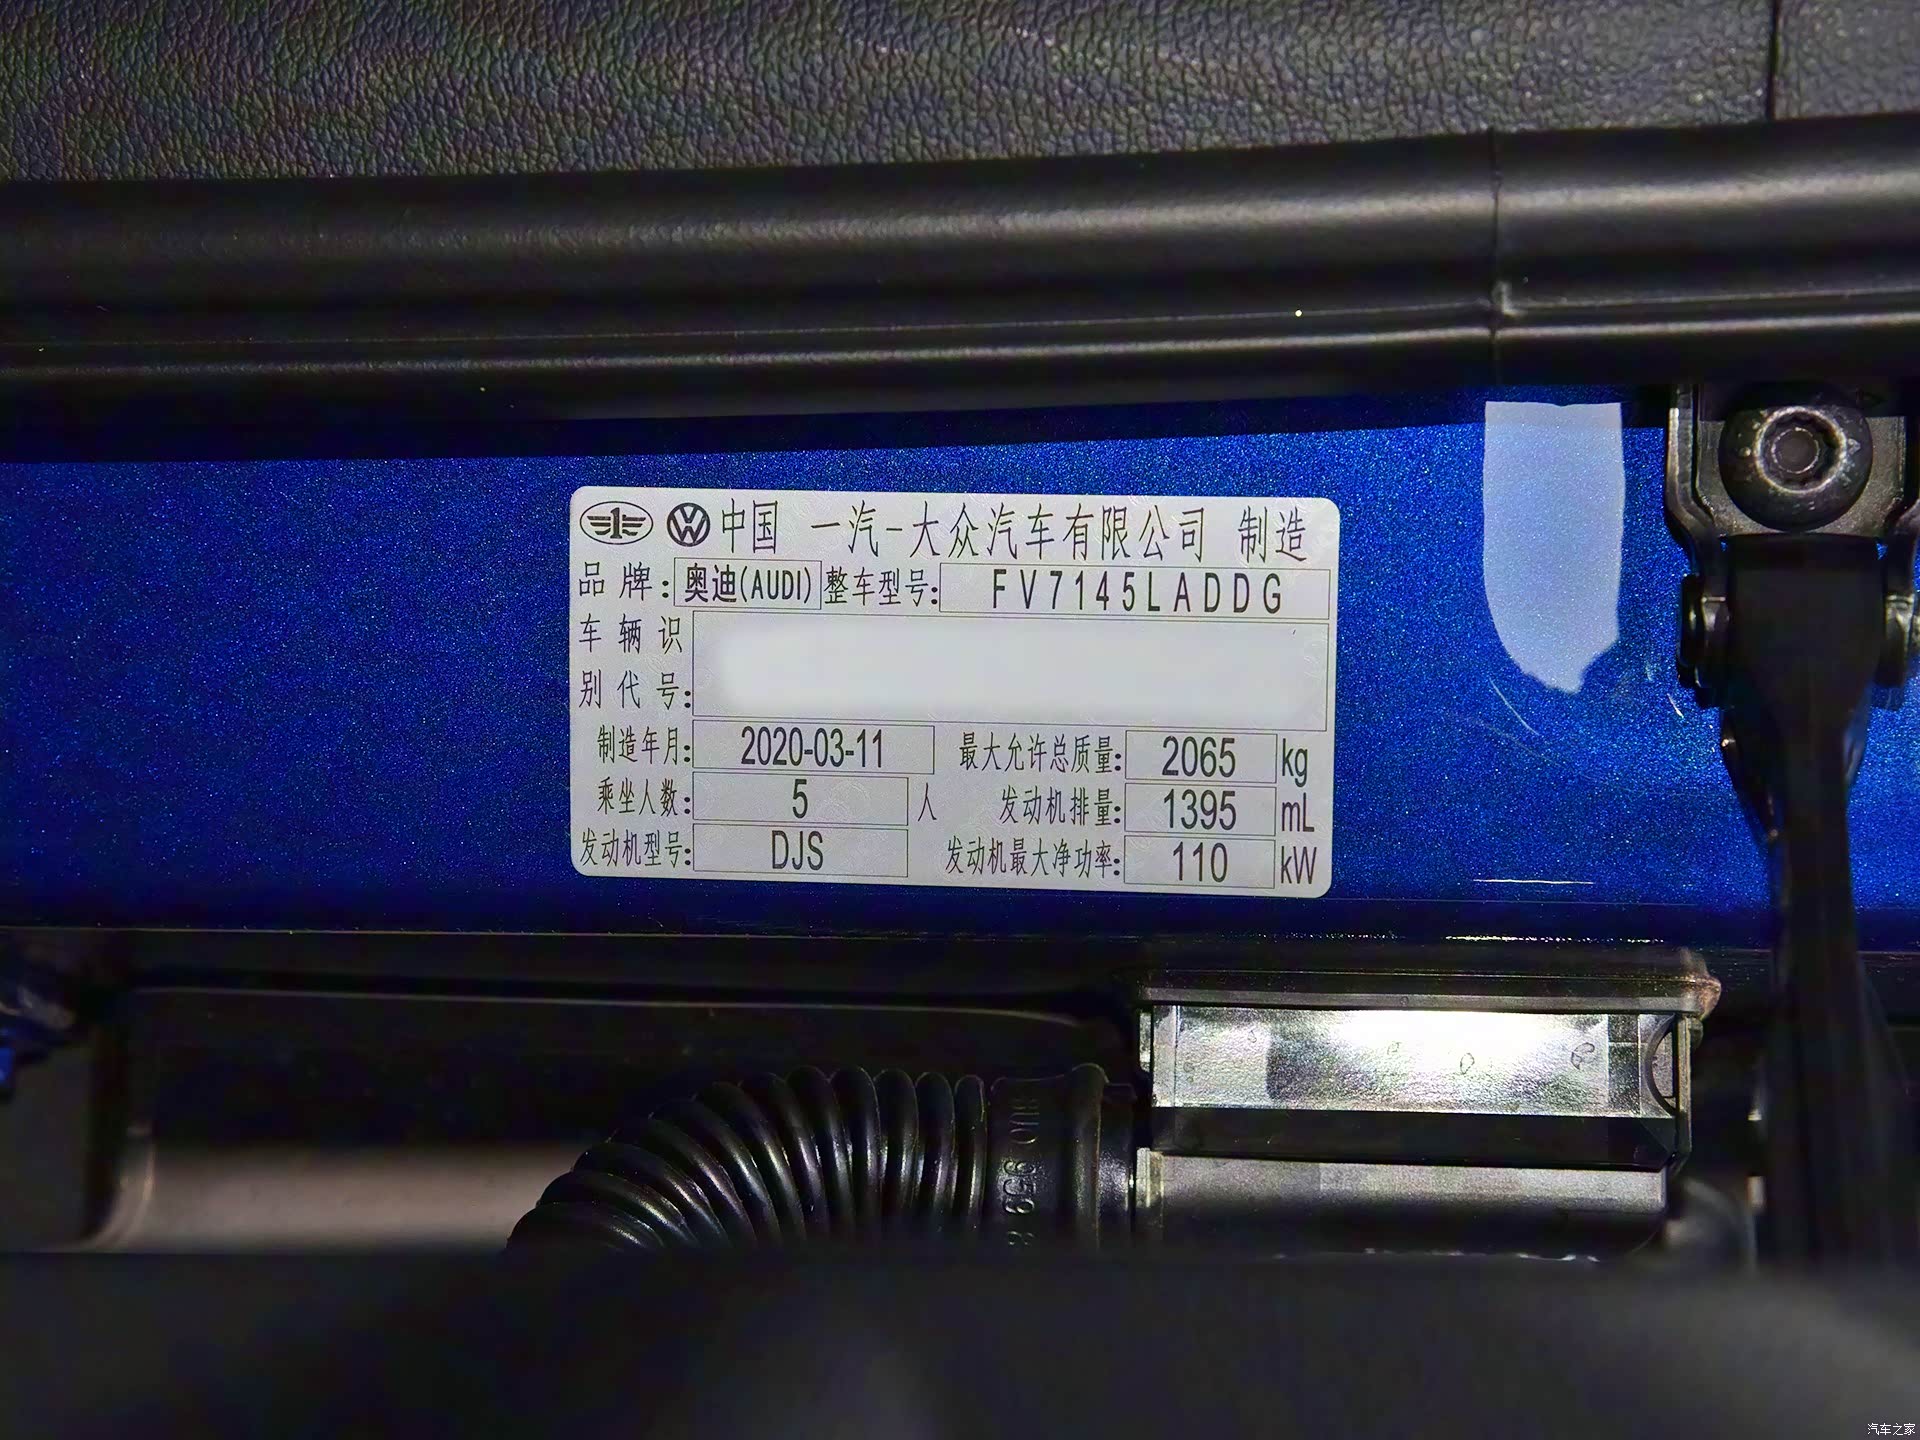 中国 一汽-大众汽车有限公司 制造
品牌: 奥迪(AUDI) 整车型号: FV7145LADDG
车辆识
别代号:
制造年月: 2020-03-11 最大允许总质量: 2065 kg
乘坐人数: 5 人 发动机排量: 1395 mL
发动机型号: DJS 发动机最大净功率: 110 kW
8U0 959 8
汽车之家